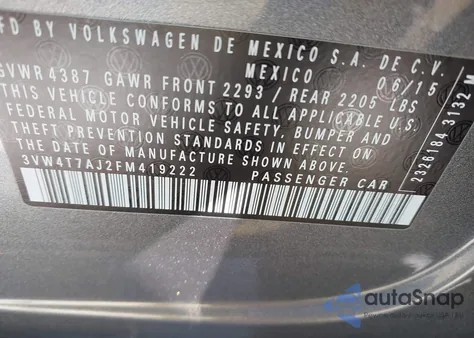 MFD BY VOLKSWAGEN DE MEXICO S.A. DE C.V.
MEXICO 06/15
GVWR 4387 GAWR FRONT 2293 / REAR 2205 LBS
THIS VEHICLE CONFORMS TO ALL APPLICABLE U.S.
FEDERAL MOTOR VEHICLE SAFETY, BUMPER AND
THEFT PREVENTION STANDARDS IN EFFECT ON
THE DATE OF MANUFACTURE SHOWN ABOVE.
3VW4T7AJ2FM419222 PASSENGER CAR
2326184 31324
autoSnap